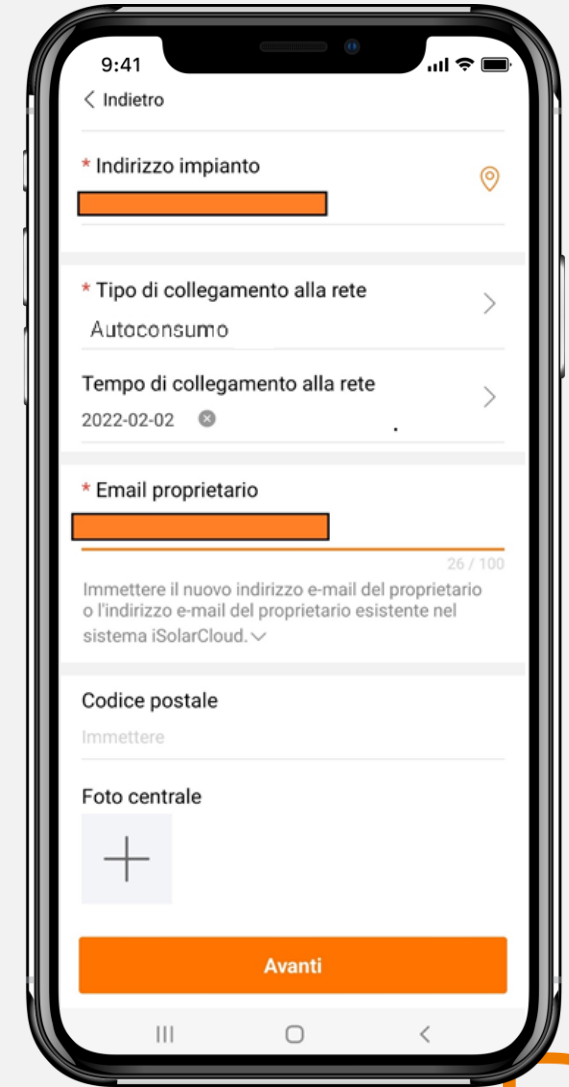 9:41
Indietro
* Indirizzo impianto
* Tipo di collegamento alla rete
Autoconsumo
Tempo di collegamento alla rete
2022-02-02
* Email proprietario
26 / 100
Immettere il nuovo indirizzo e-mail del proprietario
o l'indirizzo e-mail del proprietario esistente nel
sistema iSolarCloud.
Codice postale
Immettere
Foto centrale
Avanti